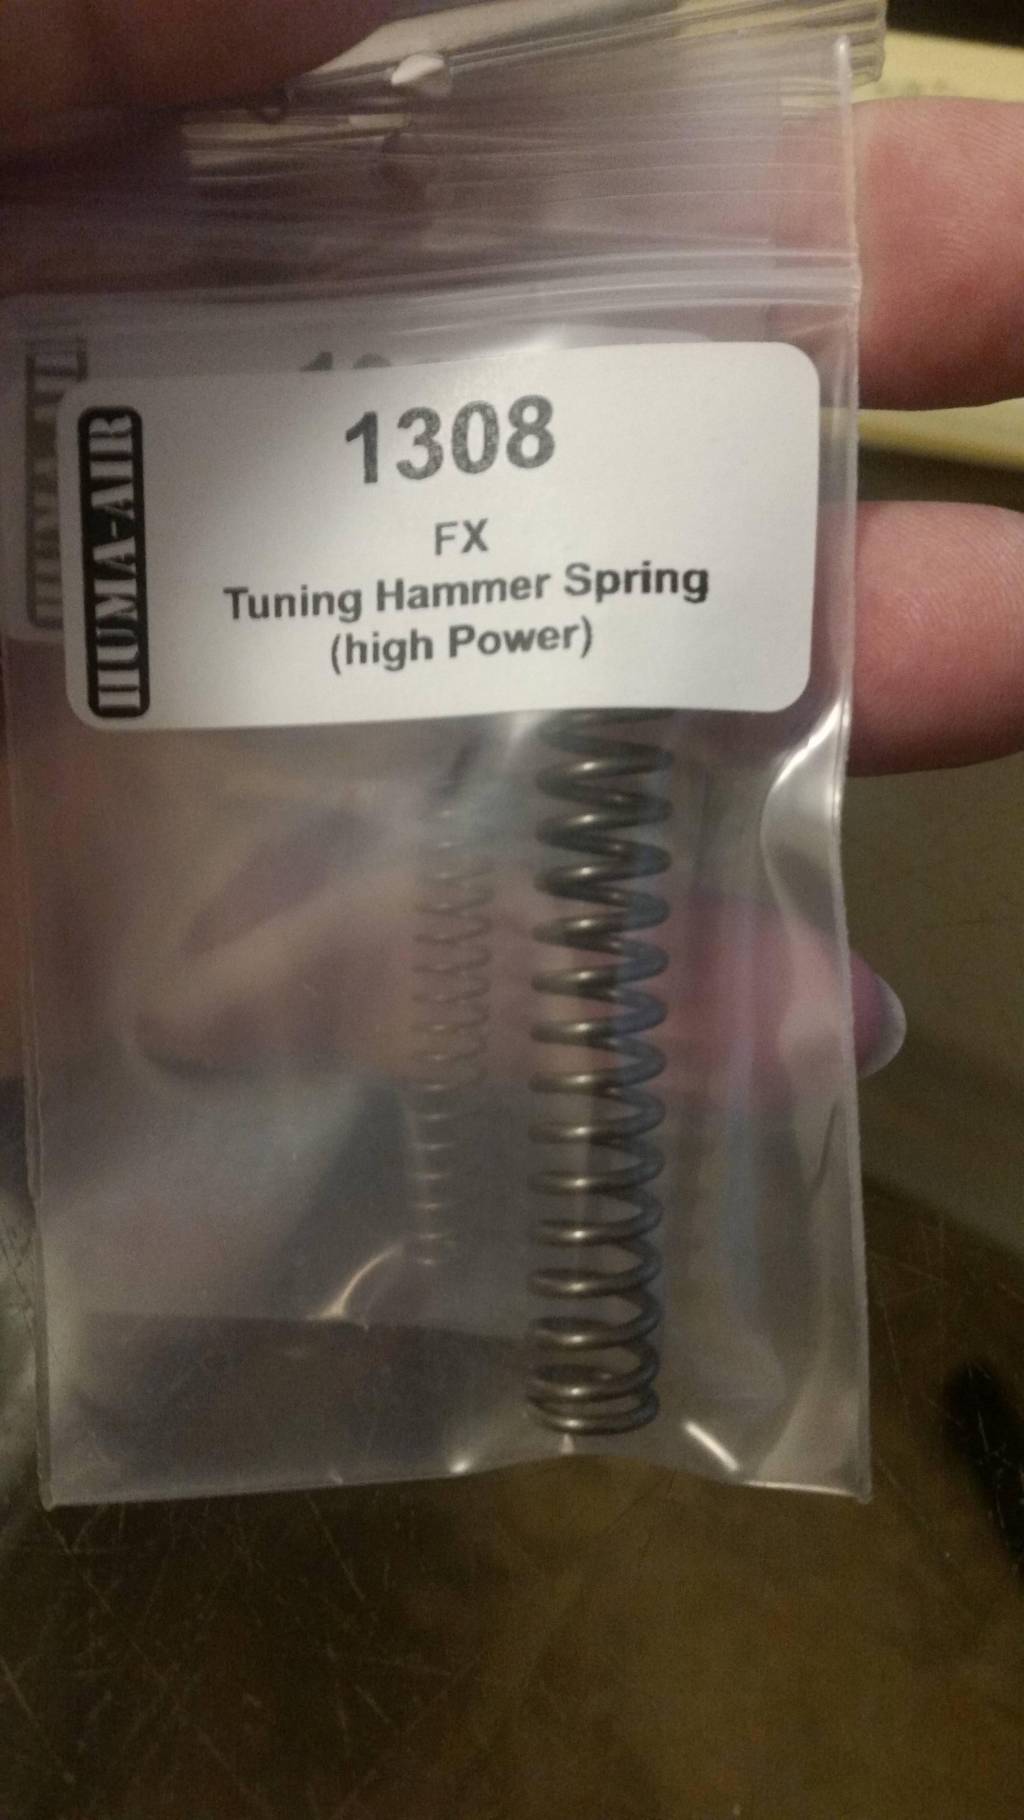 1308
FX
Tuning Hammer Spring
(high Power)
HUMA-AIR